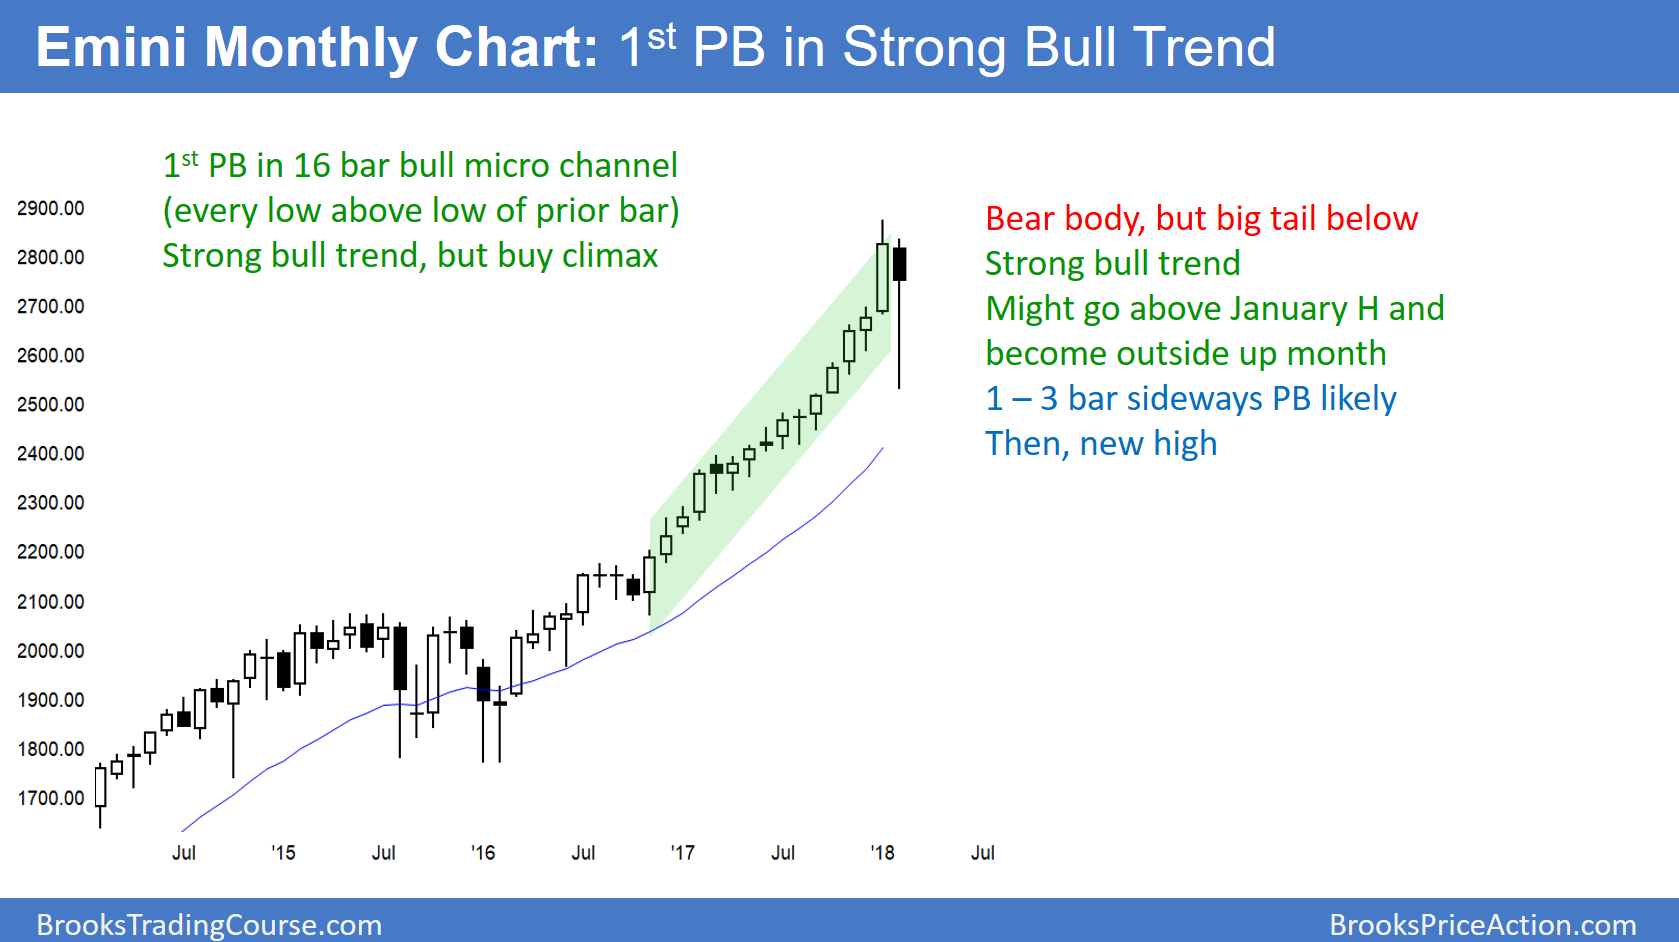 Emini Monthly Chart: 1st PB in Strong Bull Trend
1st PB in 16 bar bull micro channel
(every low above low of prior bar)
Strong bull trend, but buy climax
Bear body, but big tail below
Strong bull trend
Might go above January H and
become outside up month
1 – 3 bar sideways PB likely
Then, new high
2900.00
2800.00
2700.00
2600.00
2500.00
2400.00
2300.00
2200.00
2100.00
2000.00
1900.00
1800.00
1700.00
Jul '15 Jul '16 Jul '17 Jul '18 Jul
BrooksTradingCourse.com
BrooksPriceAction.com